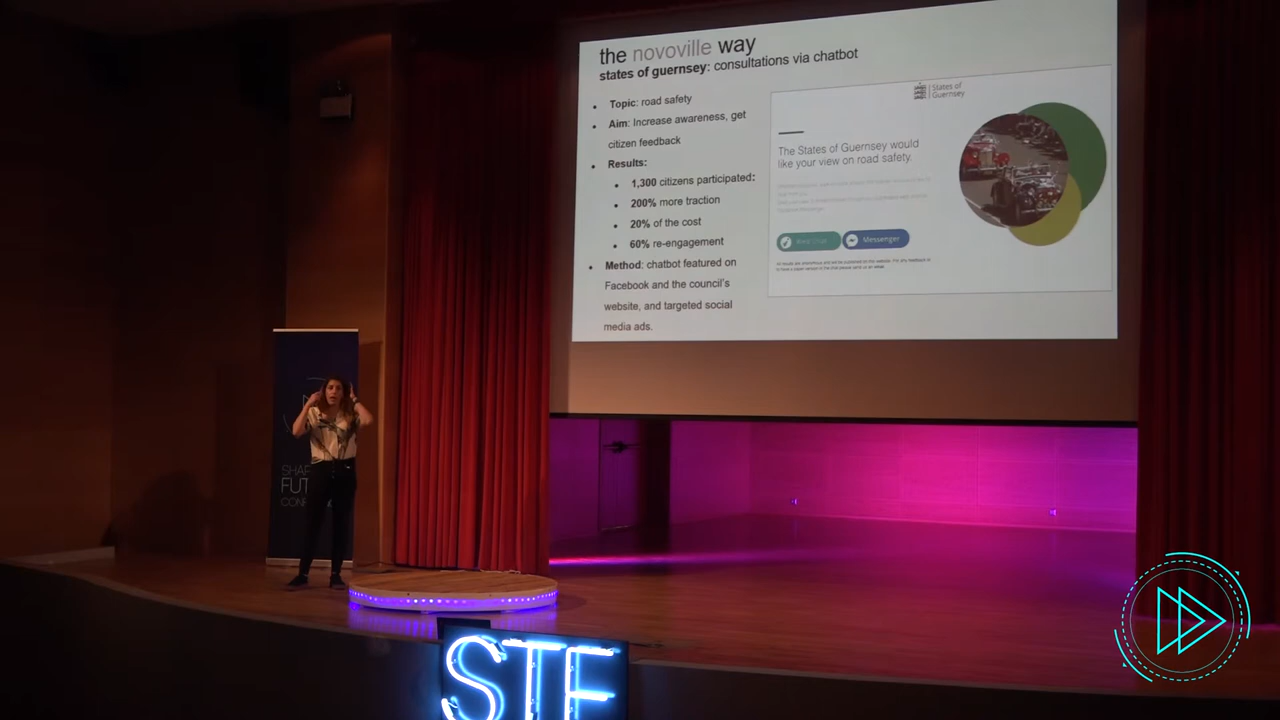 the novoville way
states of guernsey: consultations via chatbot
• Topic: road safety
• Aim: Increase awareness, get
citizen feedback
• Results:
• 1,300 citizens participated:
• 200% more traction
• 20% of the cost
• 60% re-engagement
• Method: chatbot featured on
Facebook and the council's
website, and targeted social
media ads.
States of
Guernsey
The States of Guernsey would
like your view on road safety.
Messenger
SHAP
FUT
CONF
STF